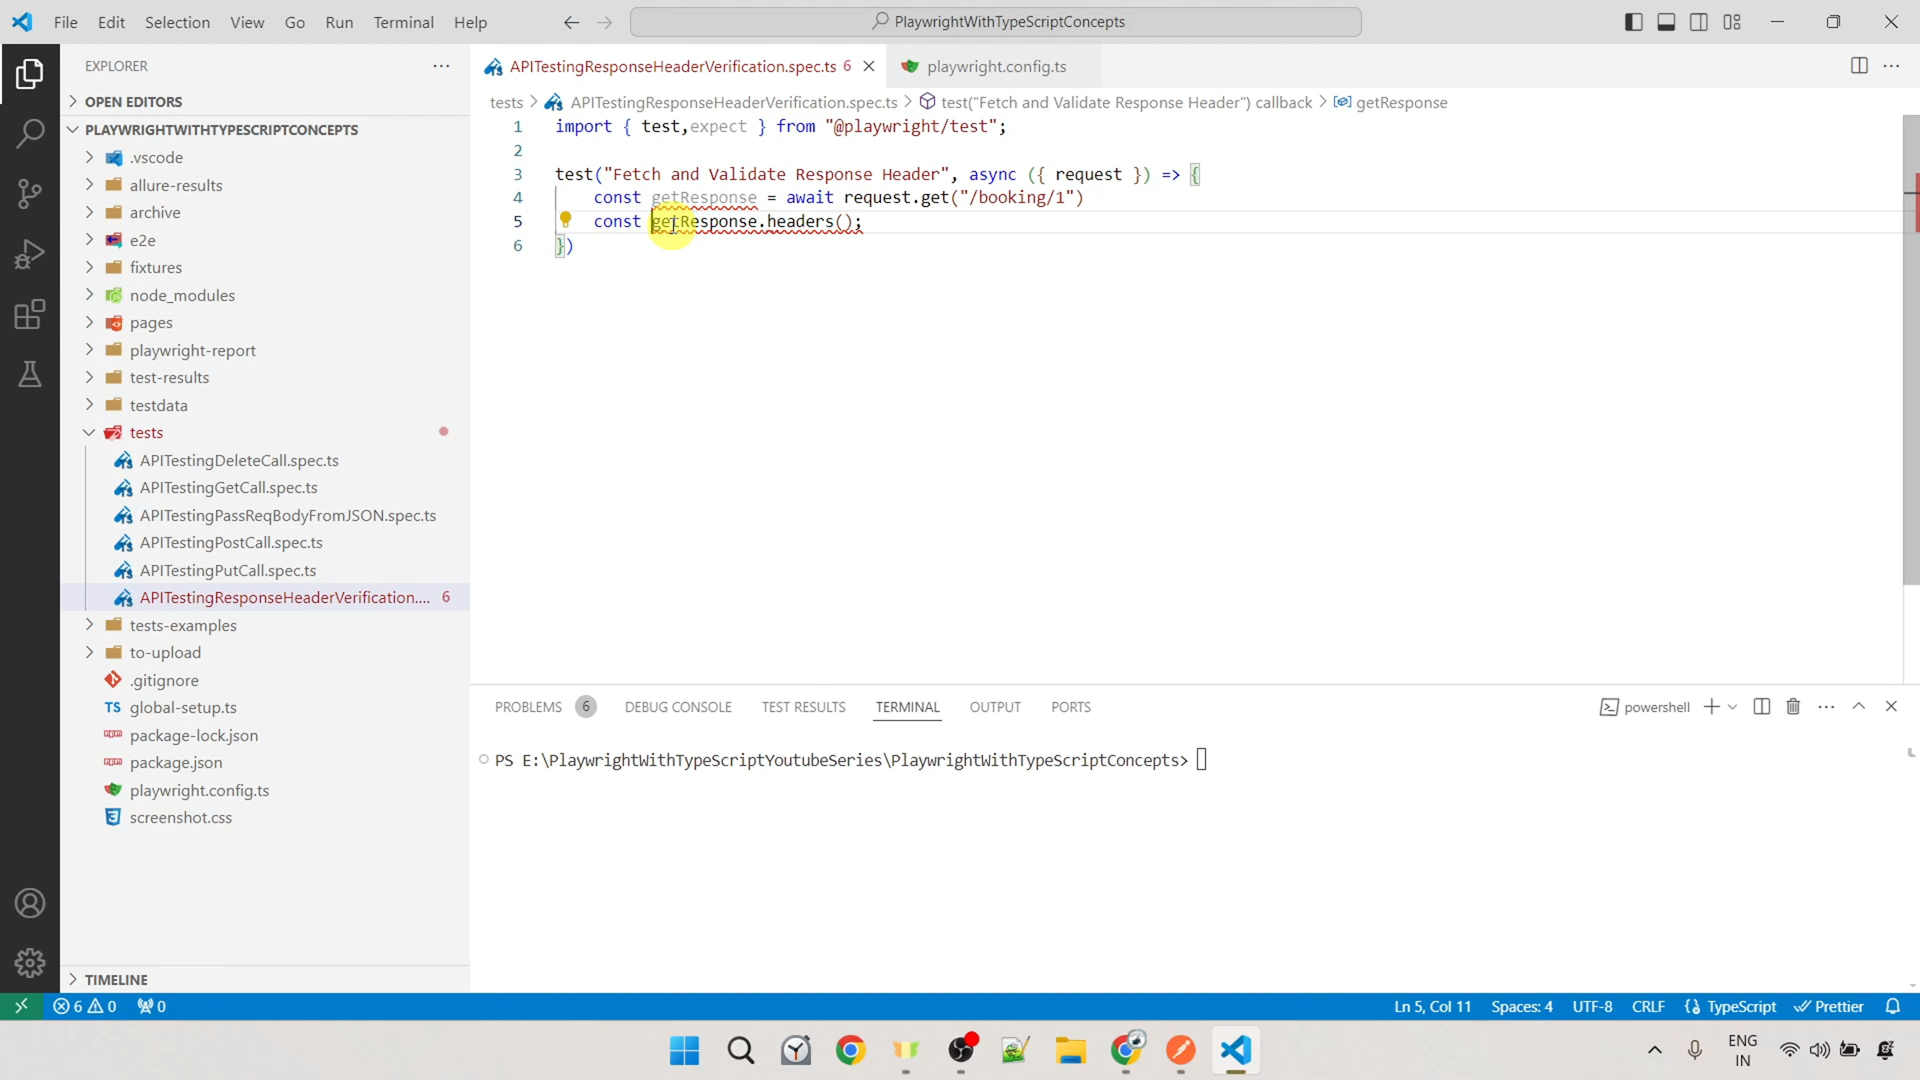 File Edit Selection View Go Run Terminal Help
PlaywrightWithTypeScriptConcepts
EXPLORER
OPEN EDITORS
PLAYWRIGHTWITHTYPESCRIPTCONCEPTS
.vscode
allure-results
archive
e2e
fixtures
node_modules
pages
playwright-report
test-results
testdata
tests
APITestingDeleteCall.spec.ts
APITestingGetCall.spec.ts
APITestingPassReqBodyFromJSON.spec.ts
APITestingPostCall.spec.ts
APITestingPutCall.spec.ts
APITestingResponseHeaderVerification.... 6
tests-examples
to-upload
.gitignore
TS global-setup.ts
package-lock.json
package.json
playwright.config.ts
screenshot.css
TIMELINE
APITestingResponseHeaderVerification.spec.ts 6
playwright.config.ts
tests > APITestingResponseHeaderVerification.spec.ts > test("Fetch and Validate Response Header") callback > getResponse
1 import { test,expect } from "@playwright/test";
2
3 test("Fetch and Validate Response Header", async ({ request }) => {
4 const getResponse = await request.get("/booking/1")
5 const getResponse.headers();
6 })
PROBLEMS 6 DEBUG CONSOLE TEST RESULTS TERMINAL OUTPUT PORTS
powershell
PS E:\PlaywrightWithTypeScriptYoutubeSeries\PlaywrightWithTypeScriptConcepts>
6 0 0
Ln 5, Col 11 Spaces: 4 UTF-8 CRLF {} TypeScript Prettier
ENG
IN